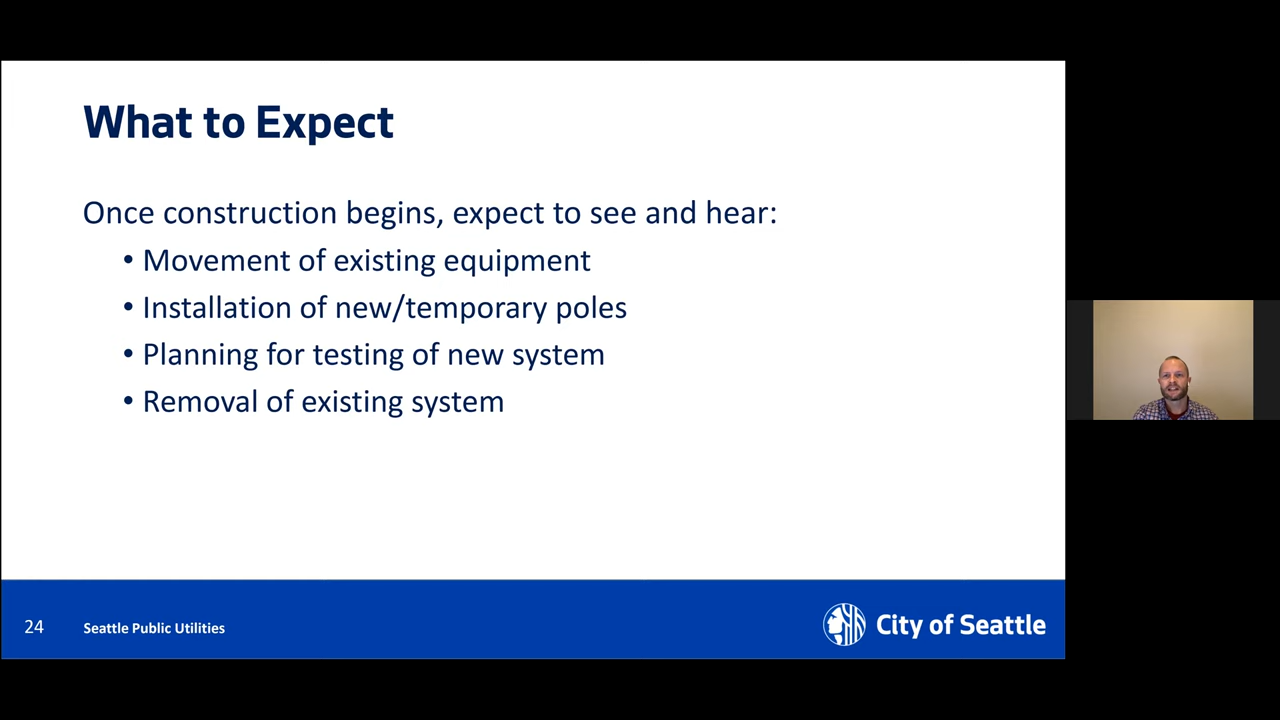 What to Expect
Once construction begins, expect to see and hear:
• Movement of existing equipment
• Installation of new/temporary poles
• Planning for testing of new system
• Removal of existing system
24
Seattle Public Utilities
City of Seattle